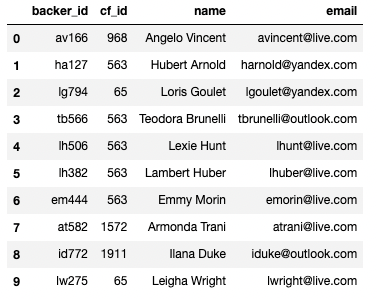 backer_id cf_id name email
0 av166 968 Angelo Vincent avincent@live.com
1 ha127 563 Hubert Arnold harnold@yandex.com
2 lg794 65 Loris Goulet lgoulet@yandex.com
3 tb566 563 Teodora Brunelli tbrunelli@outlook.com
4 lh506 563 Lexie Hunt lhunt@live.com
5 lh382 563 Lambert Huber lhuber@live.com
6 em444 563 Emmy Morin emorin@live.com
7 at582 1572 Armonda Trani atrani@live.com
8 id772 1911 Ilana Duke iduke@outlook.com
9 lw275 65 Leigha Wright lwright@live.com